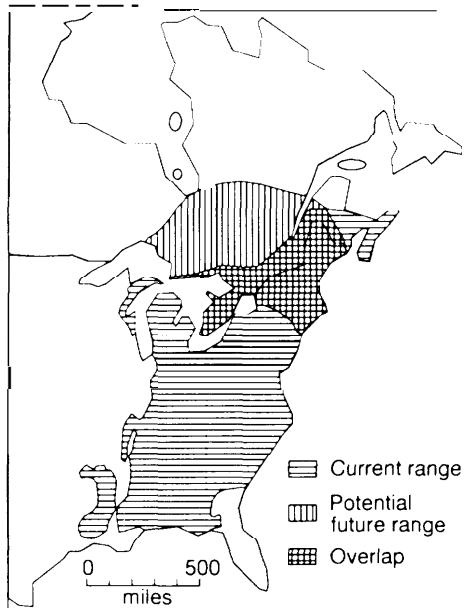 Current range
Potential
future range
Overlap
0 500
miles